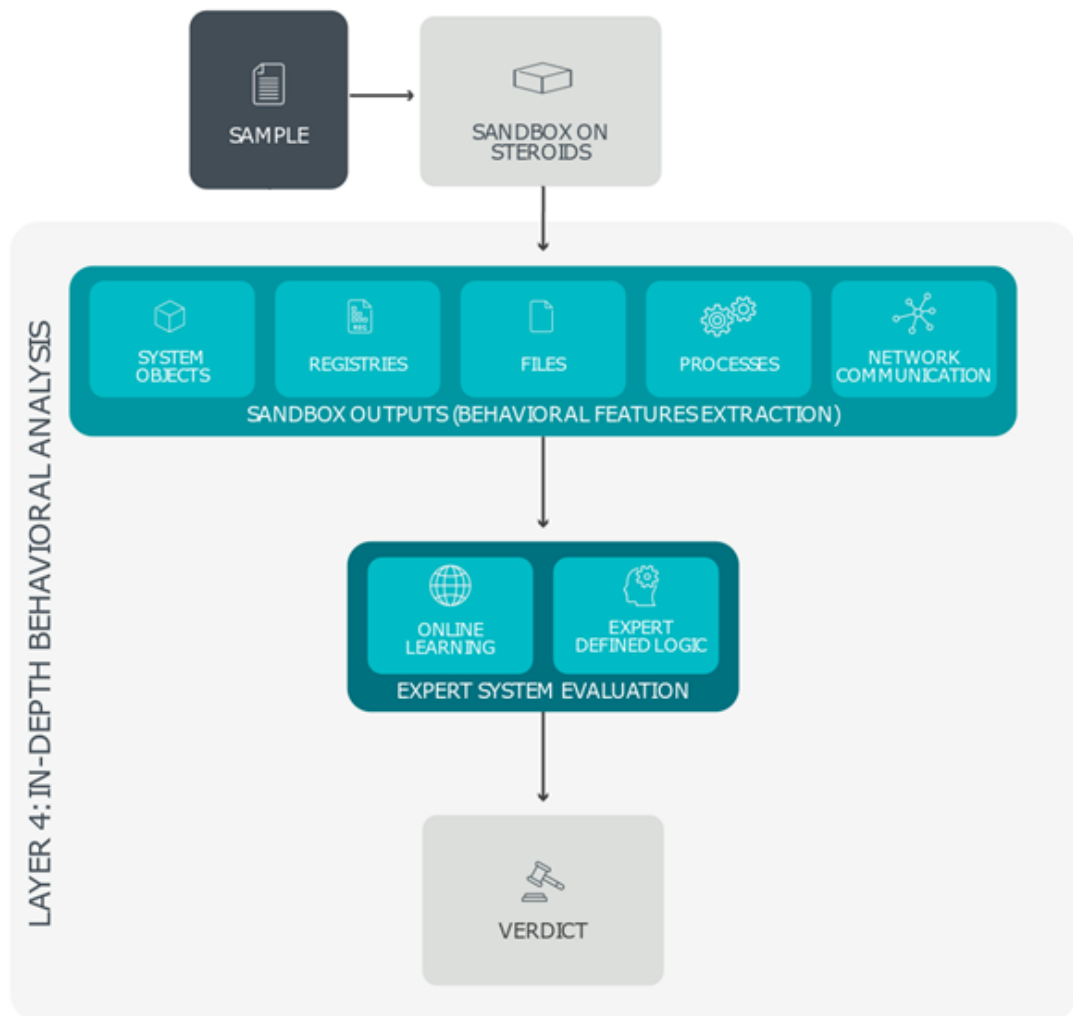 SAMPLE
SANDBOX ON
STEROIDS
LAYER 4: IN-DEPTH BEHAVIORAL ANALYSIS
SYSTEM
OBJECTS
REGISTRIES
FILES
PROCESSES
NETWORK
COMMUNICATION
SANDBOX OUTPUTS (BEHAVIORAL FEATURES EXTRACTION)
ONLINE
LEARNING
EXPERT
DEFINED LOGIC
EXPERT SYSTEM EVALUATION
VERDICT